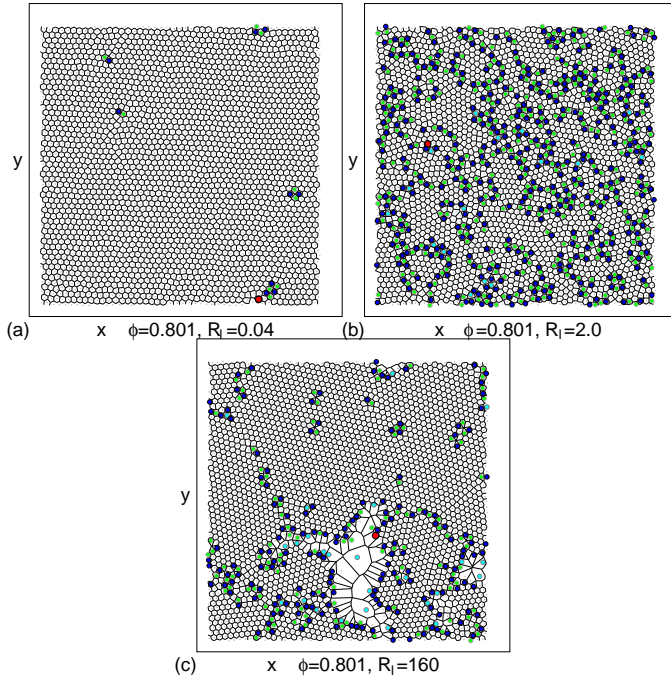 y
(a) x ϕ=0.801, R_l=0.04
y
(b) x ϕ=0.801, R_l=2.0
y
(c) x ϕ=0.801, R_l=160